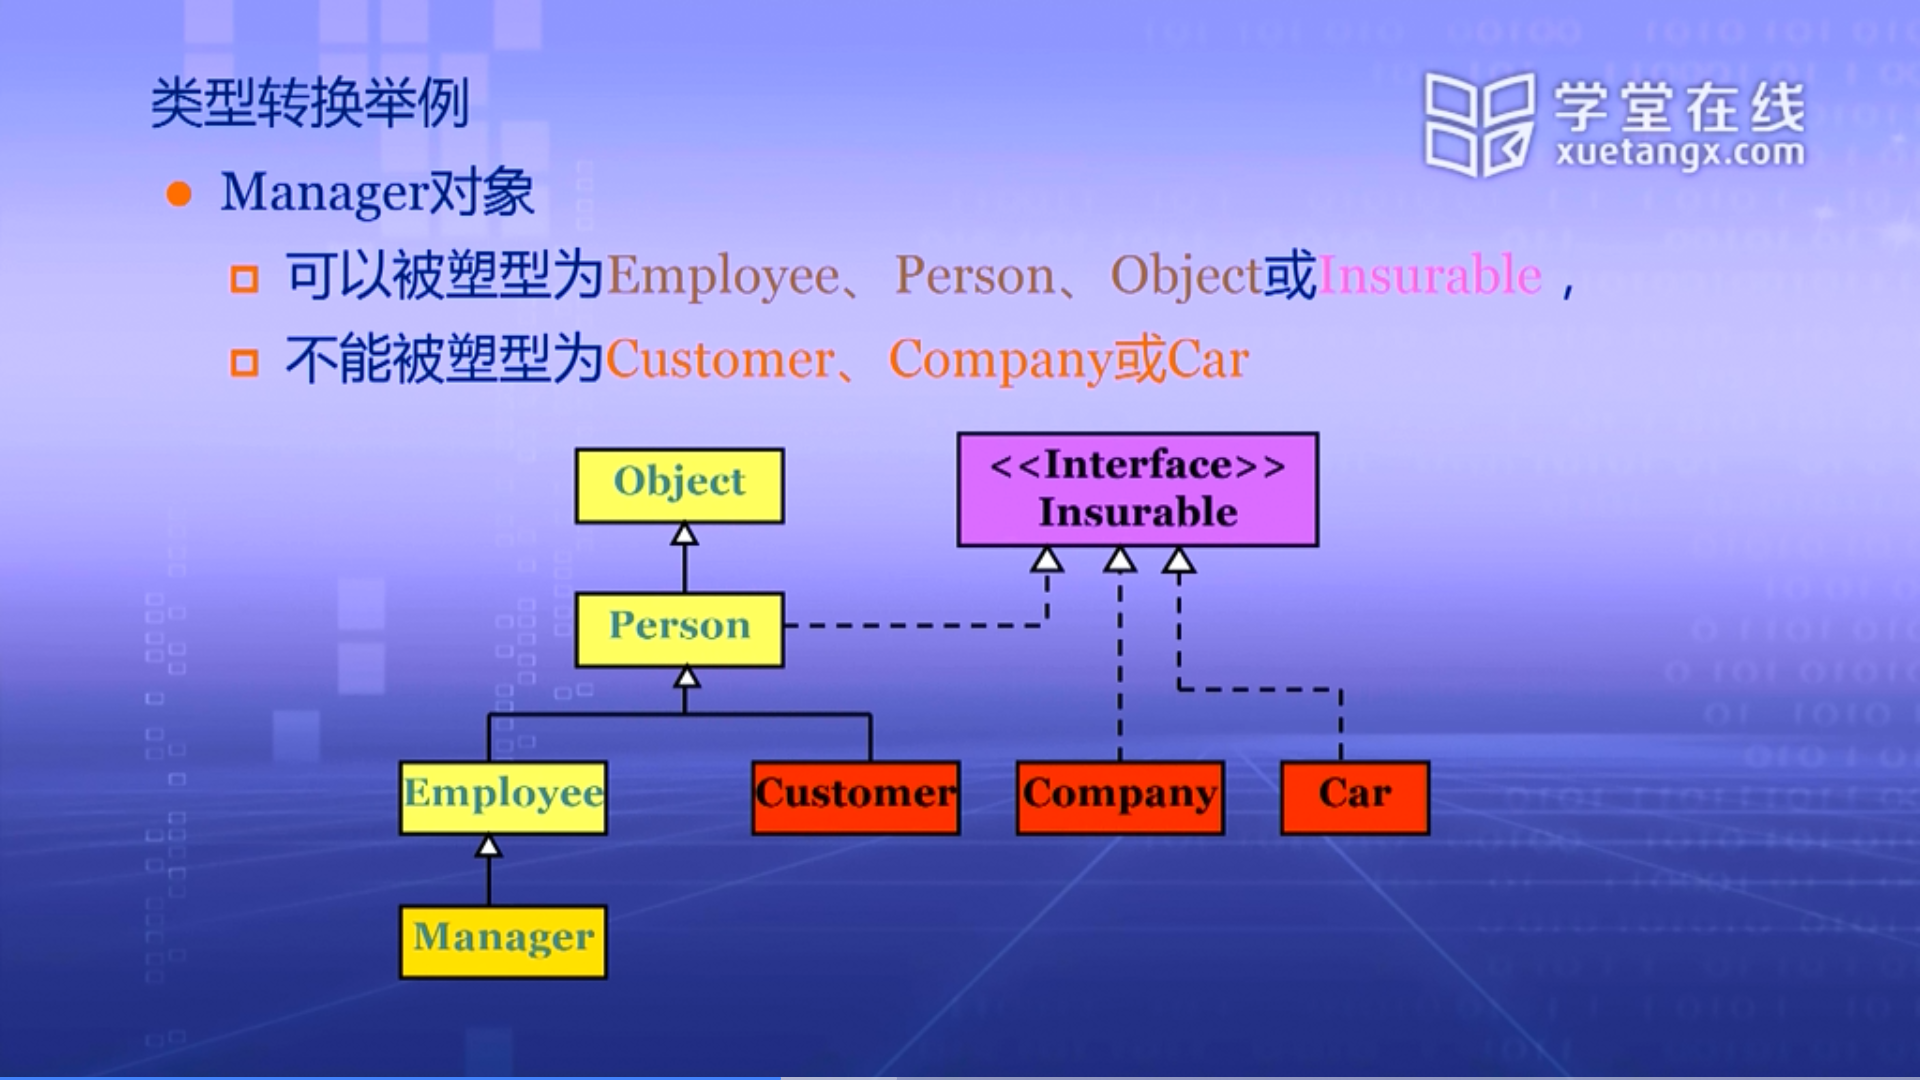 类型转换举例
学堂在线
xuetangx.com
Manager对象
可以被塑型为Employee、Person、Object或Insurable，
不能被塑型为Customer、Company或Car
Object
<<Interface>>
Insurable
Person
Employee
Customer
Company
Car
Manager